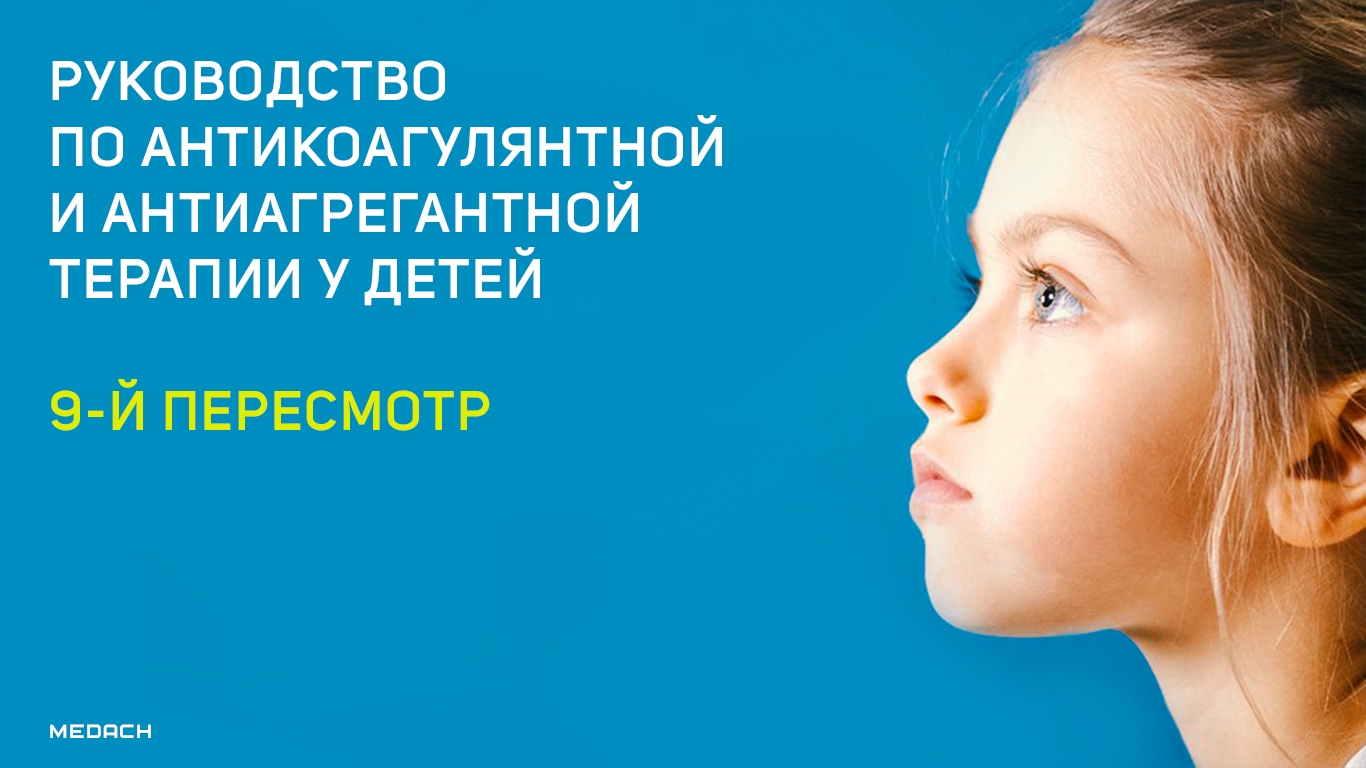 РУКОВОДСТВО
ПО АНТИКОАГУЛЯНТНОЙ
И АНТИАГРЕГАНТНОЙ
ТЕРАПИИ У ДЕТЕЙ
9-Й ПЕРЕСМОТР
MEDACH